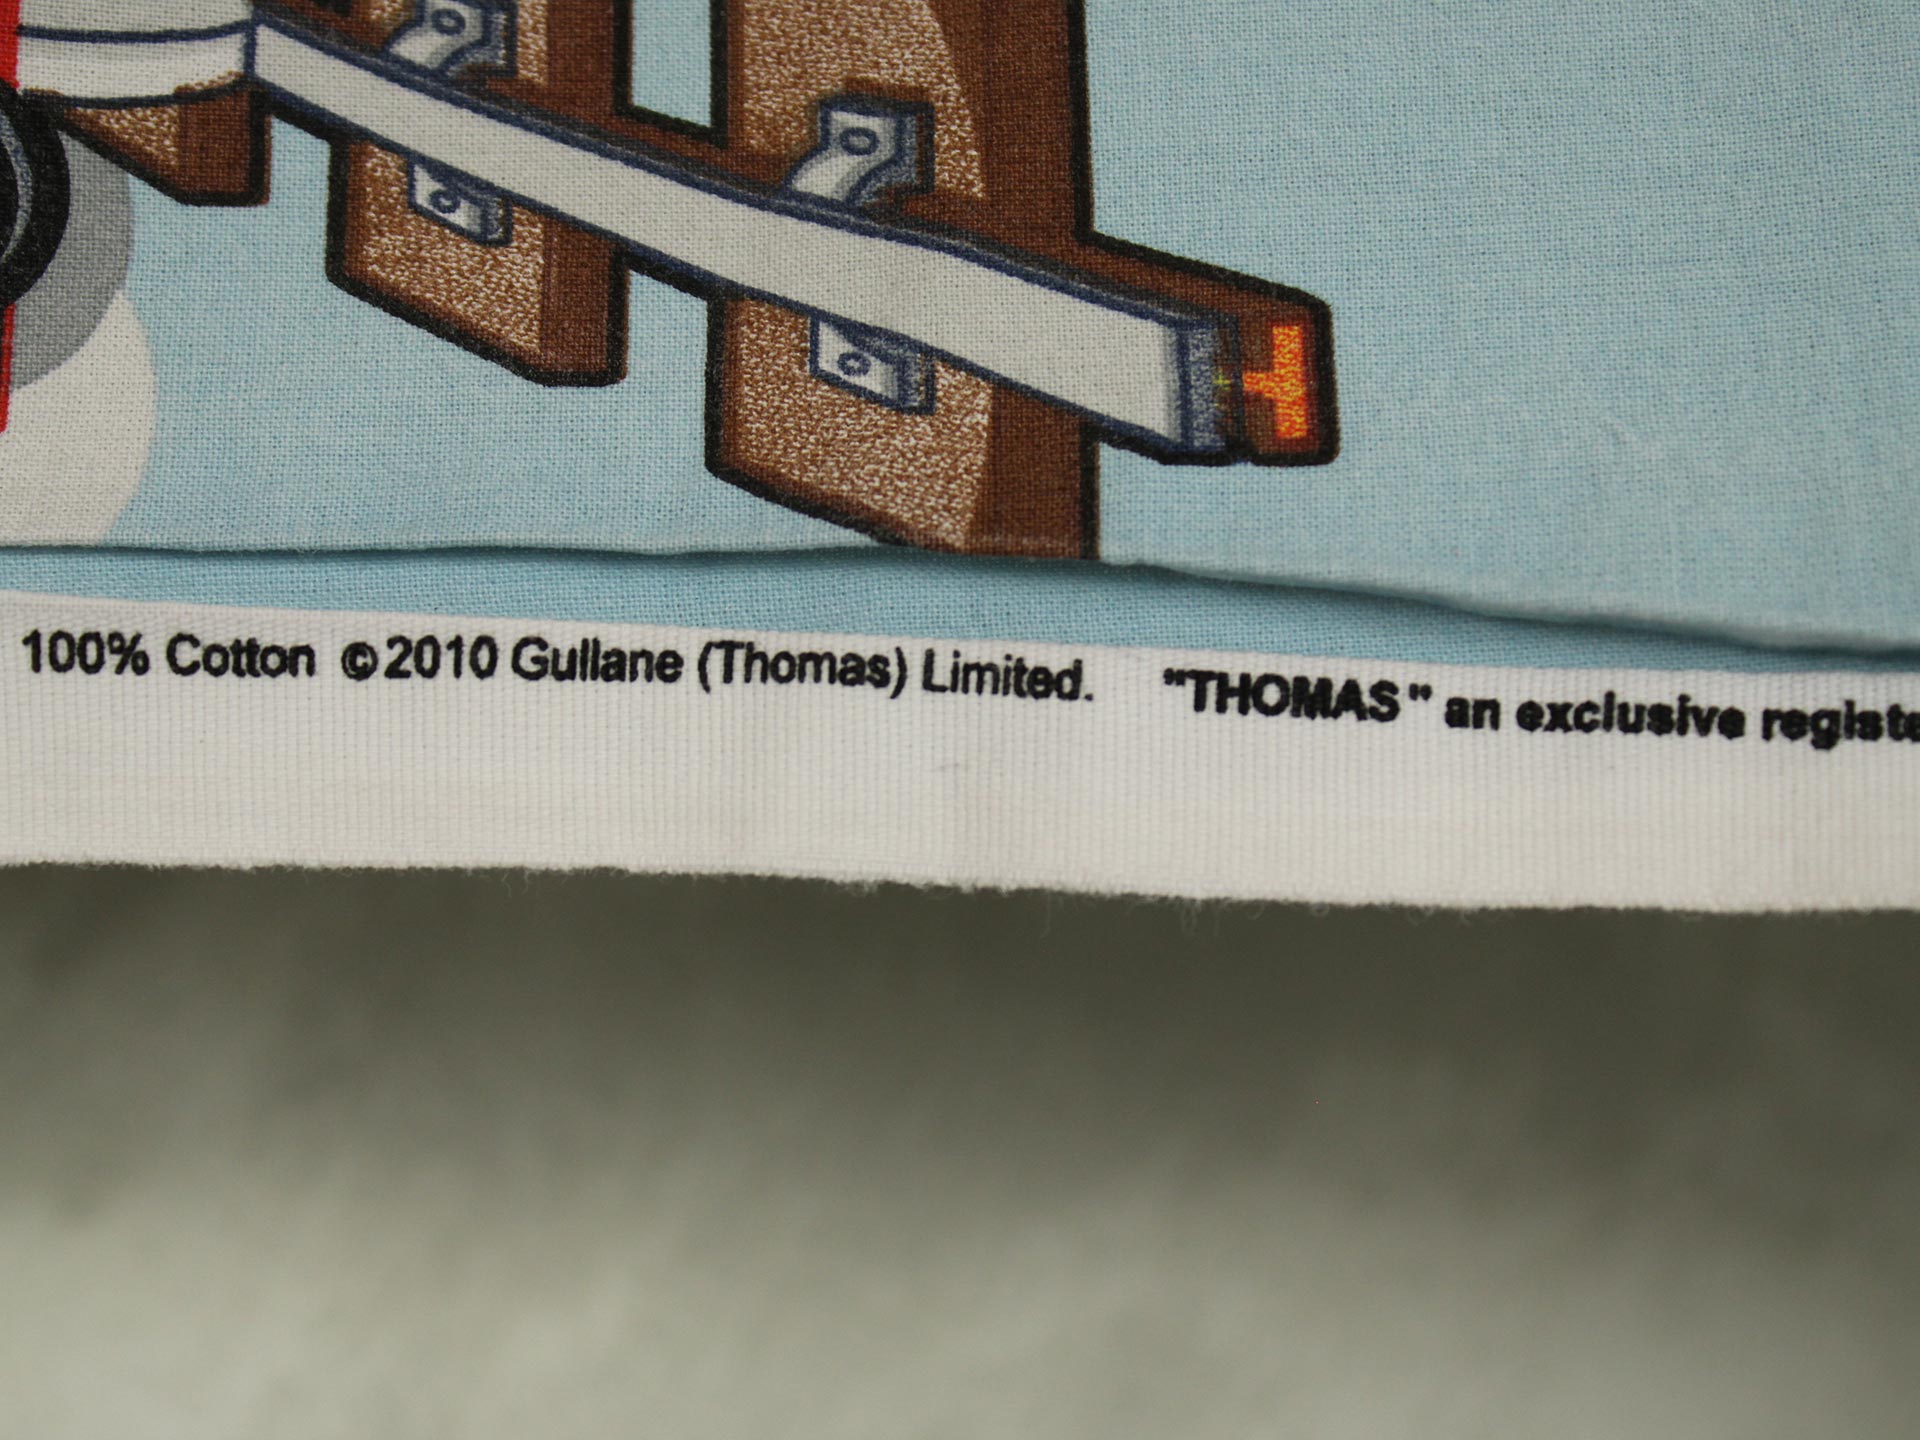 100% Cotton ©2010 Gullane (Thomas) Limited. "THOMAS" an exclusive registe